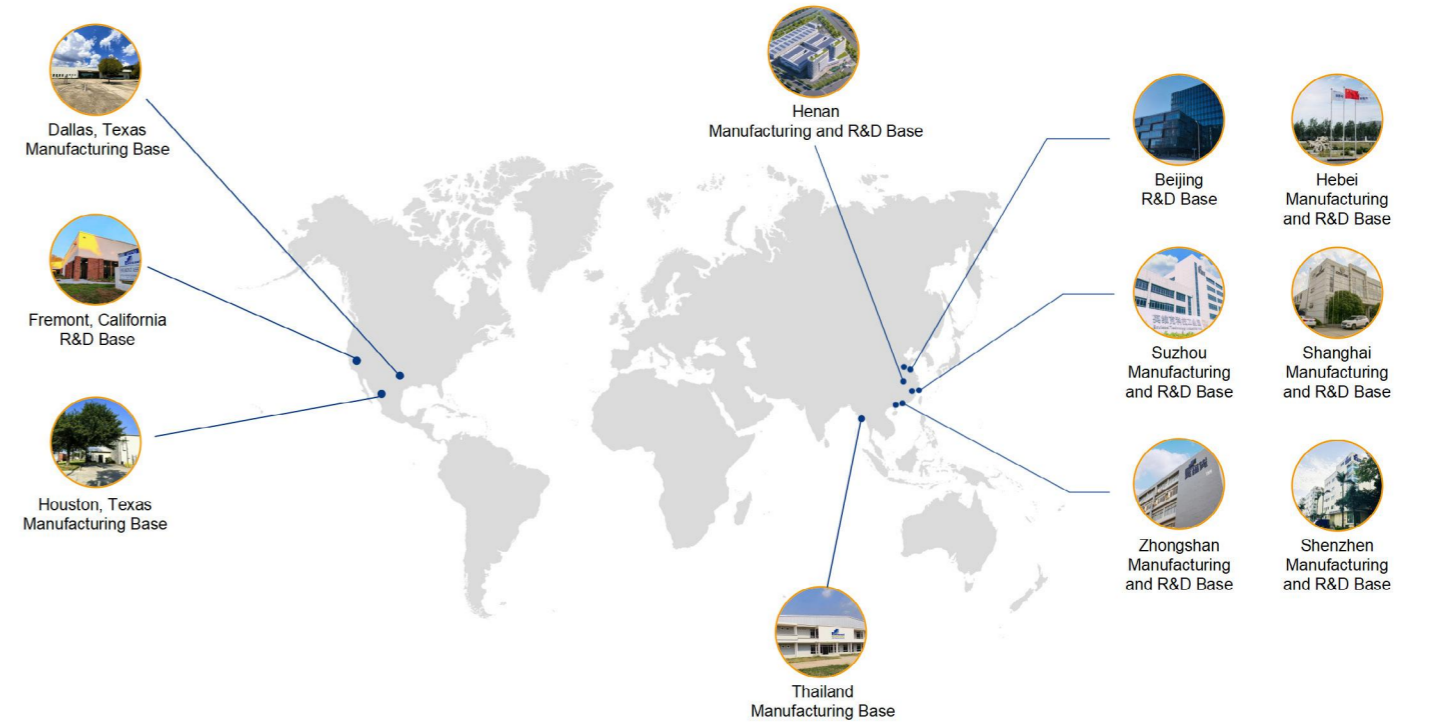 Dallas, Texas
Manufacturing Base
Fremont, California
R&D Base
Houston, Texas
Manufacturing Base
Henan
Manufacturing and R&D Base
Thailand
Manufacturing Base
Beijing
R&D Base
Hebei
Manufacturing
and R&D Base
Suzhou
Manufacturing
and R&D Base
Shanghai
Manufacturing
and R&D Base
Zhongshan
Manufacturing
and R&D Base
Shenzhen
Manufacturing
and R&D Base